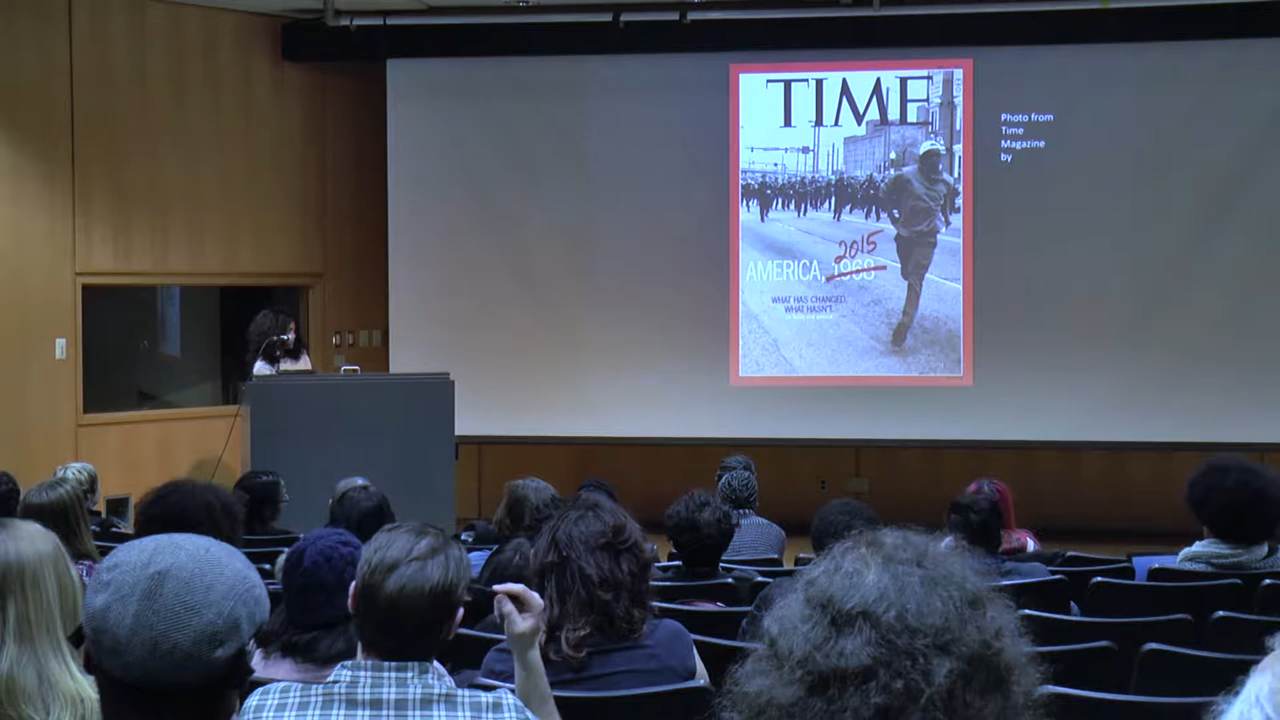 TIME
2015
AMERICA, 1968
WHAT HAS CHANGED.
WHAT HASN'T.
Photo from
Time
Magazine
by